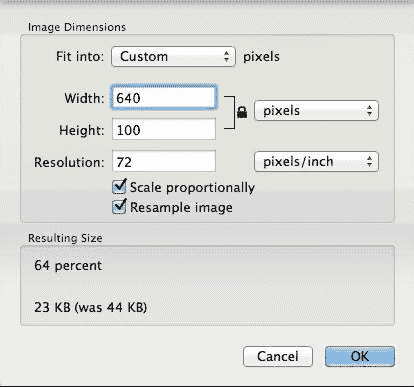 Image Dimensions
Fit into: Custom pixels
Width: 640 pixels
Height: 100
Resolution: 72 pixels/inch
Scale proportionally
Resample image
Resulting Size
64 percent
23 KB (was 44 KB)
Cancel OK